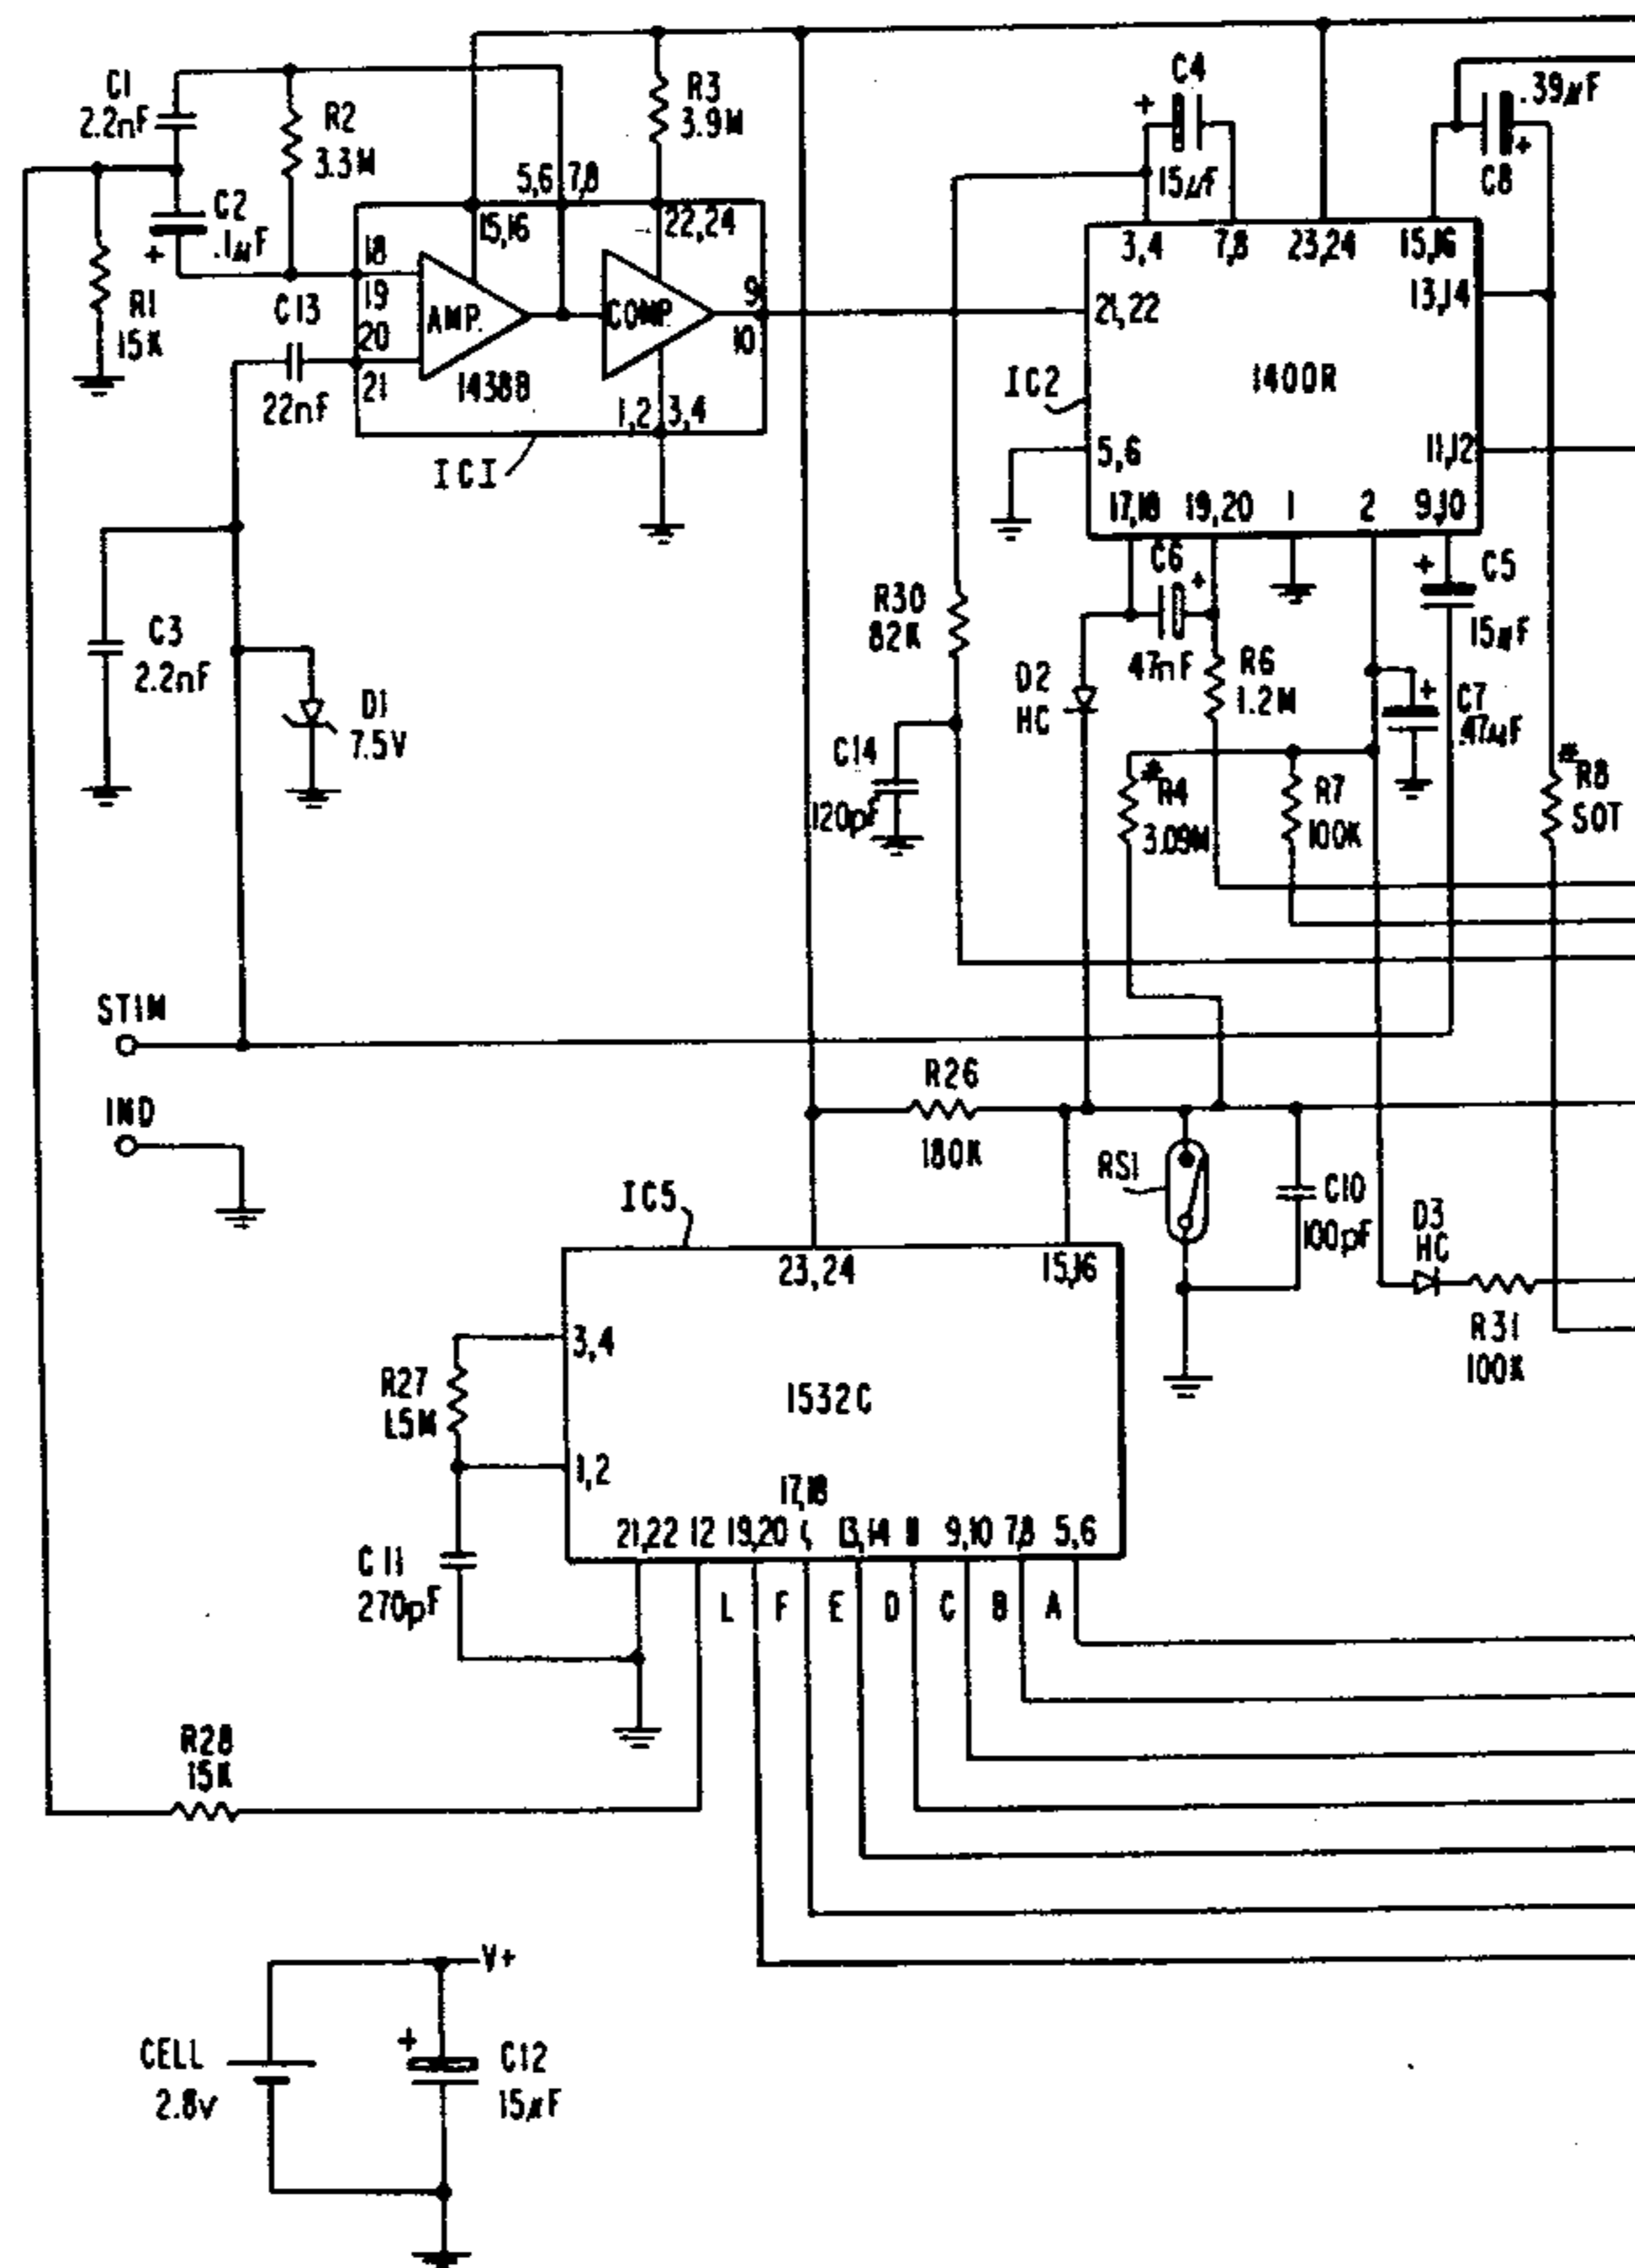 C1
2.2nF
R2
3.3M
C2
+
.1µF
R1
15K
C13
22nF
R3
3.9M
5,6
7,8
15,16
22,24
18
19
20
21
AMP.
1438B
COMP
9
10
1,2
3,4
IC1
C4
+
15µF
.39µF
+
C8
3,4
7,8
23,24
15,16
13,14
21,22
1400R
IC2
5,6
11,12
17,18
19,20
1
2
9,10
C3
2.2nF
D1
7.5V
R30
82K
C14
120pF
C6
+
47nF
D2
HC
R6
1.2M
+
C5
15µF
+
C7
.47µF
*
R4
3.09M
R7
100K
*
R8
SOT
STIM
IND
R26
180K
RS1
C10
100pF
D3
HC
R31
100K
IC5
23,24
15,16
3,4
R27
1.5M
1532C
1,2
17,18
21,22
12
19,20
13,14
11
9,10
7,8
5,6
C11
270pF
L
F
E
D
C
B
A
R28
15K
V+
CELL
2.8v
+
C12
15µF